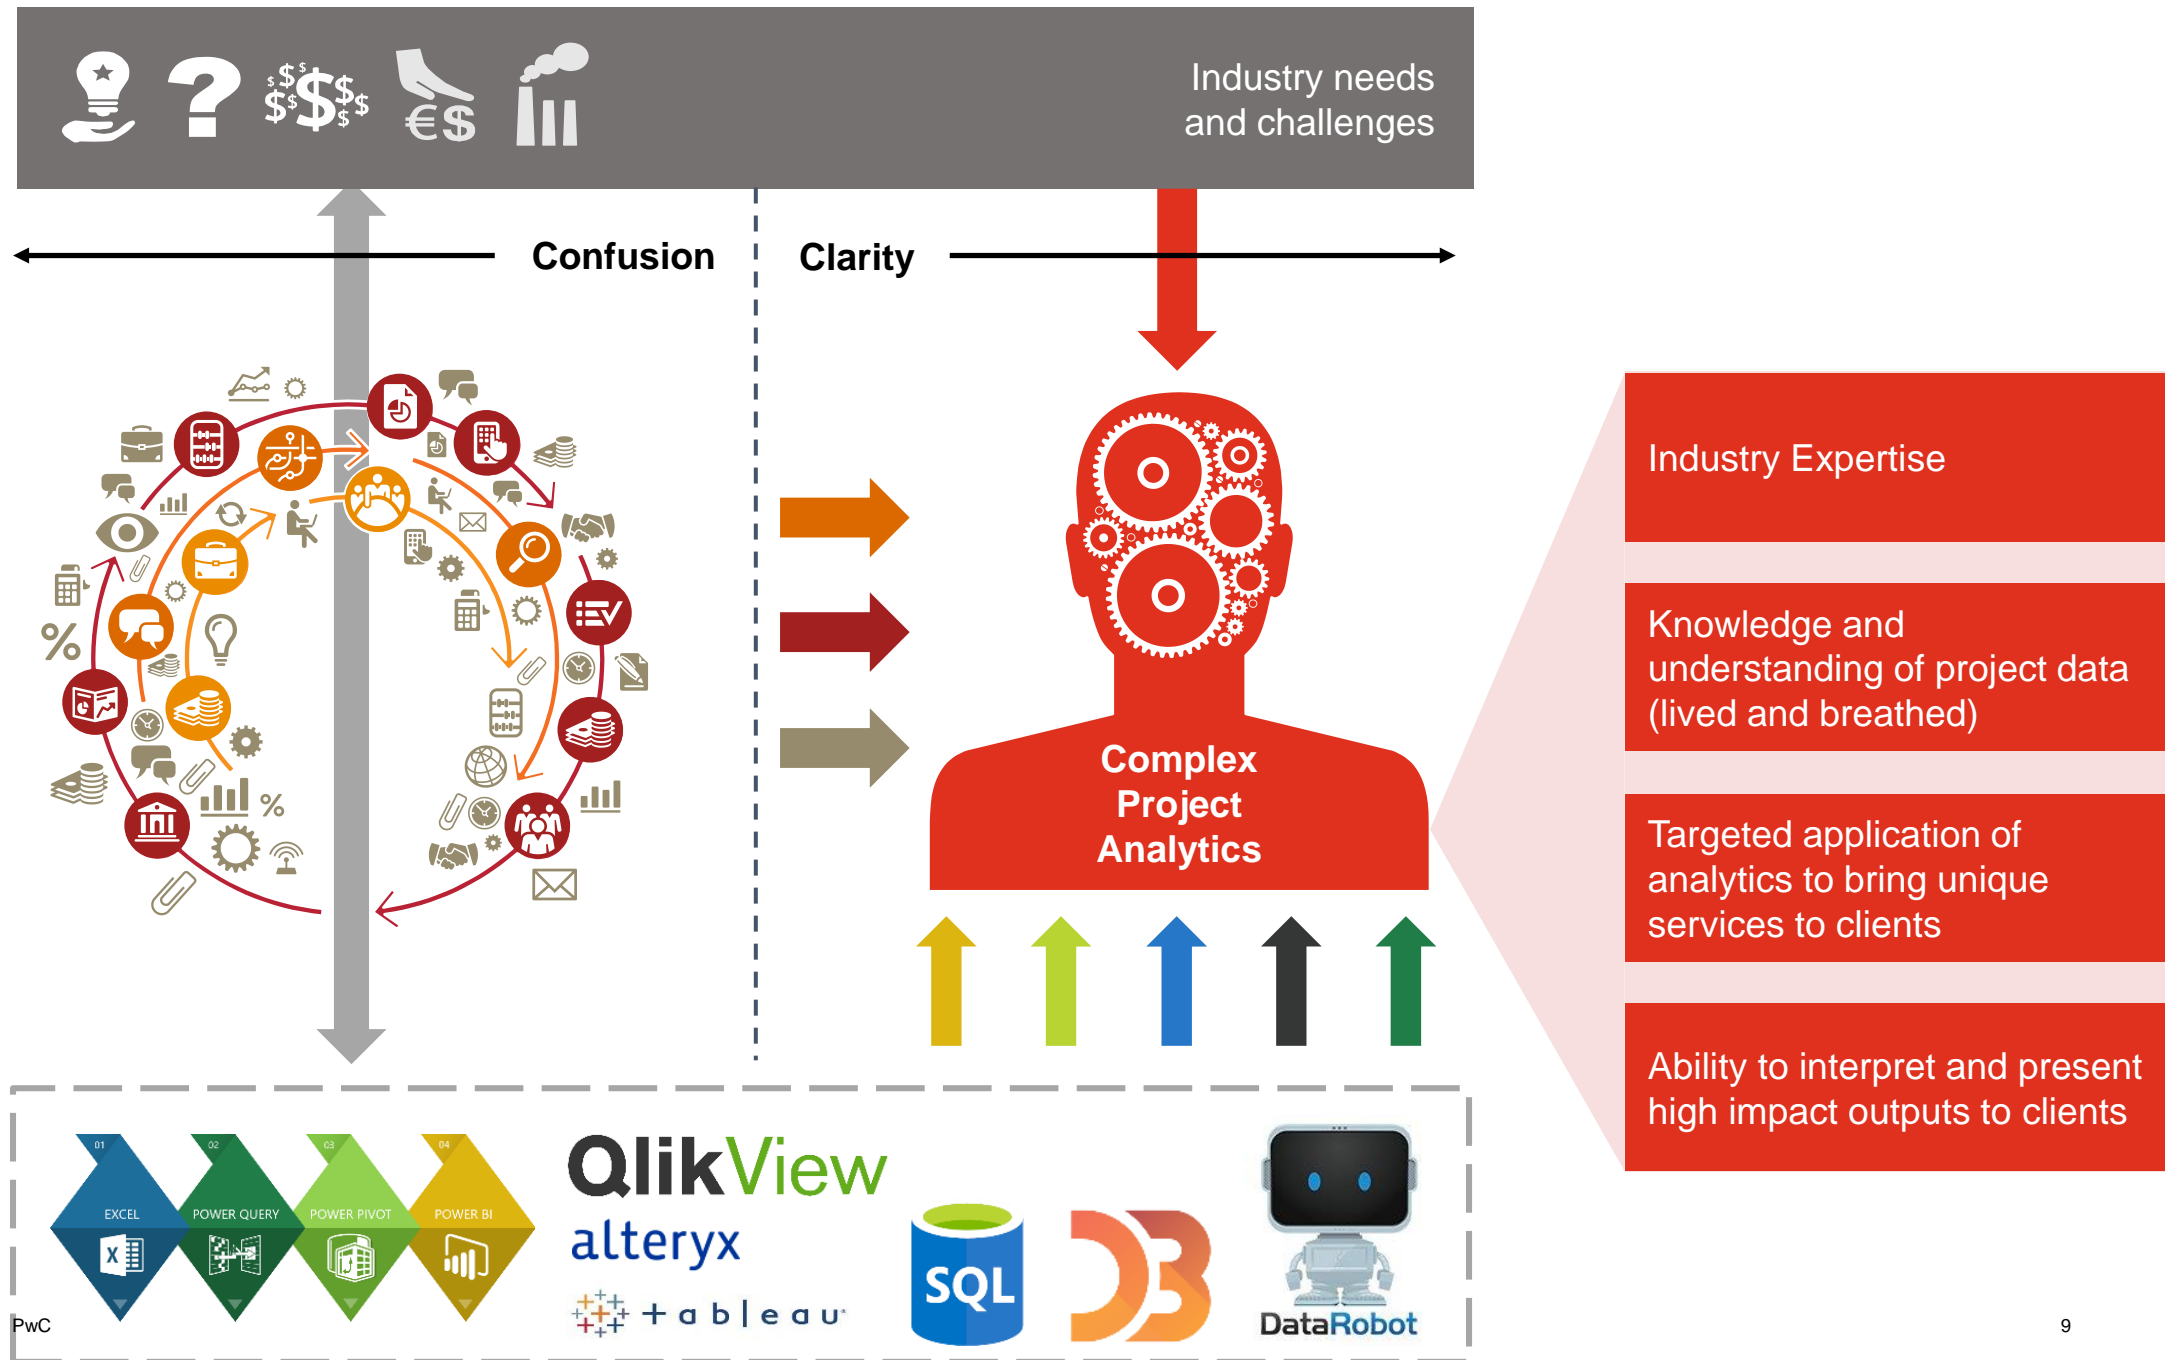 Industry needs
and challenges
Confusion
Clarity
Industry Expertise
Knowledge and
understanding of project data
(lived and breathed)
Complex
Project
Analytics
Targeted application of
analytics to bring unique
services to clients
Ability to interpret and present
high impact outputs to clients
01
02
03
04
EXCEL
POWER QUERY
POWER PIVOT
POWER BI
QlikView
alteryx
SQL
D3
DataRobot
+ a b | e a u
PwC
9